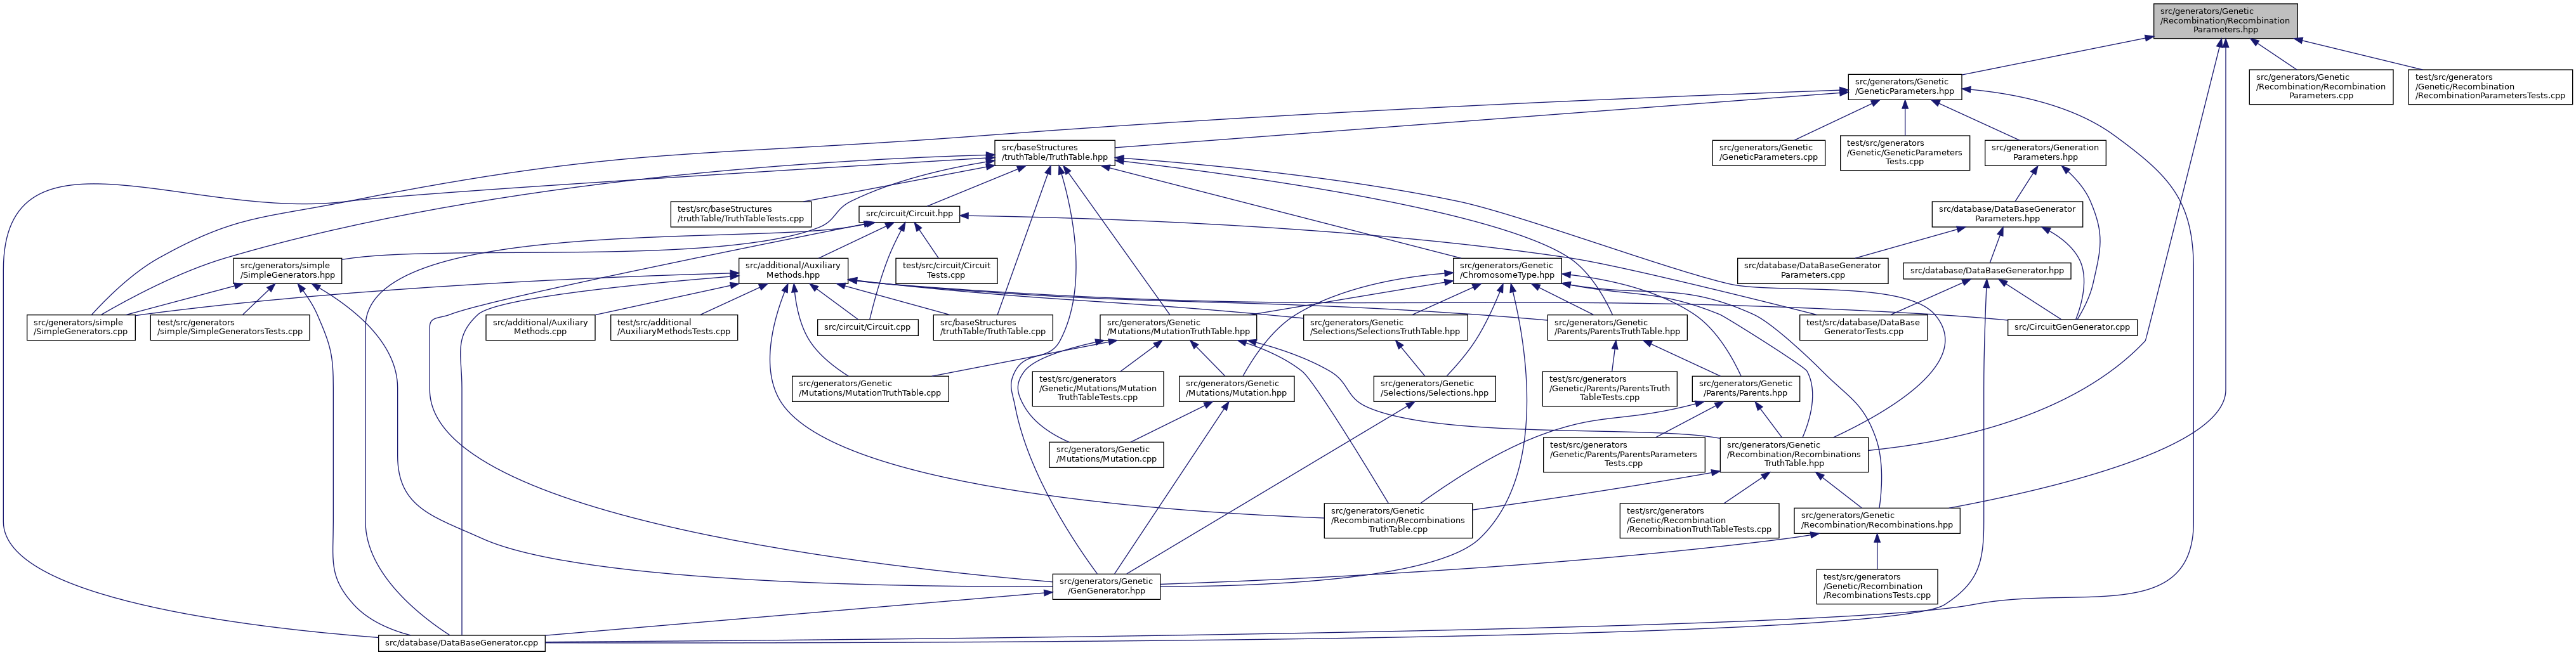 src/generators/Genetic
/Recombination/Recombination
Parameters.hpp
src/generators/Genetic
/GeneticParameters.hpp
src/generators/Genetic
/Recombination/Recombination
Parameters.cpp
test/src/generators
/Genetic/Recombination
/RecombinationParametersTests.cpp
src/baseStructures
/truthTable/TruthTable.hpp
src/generators/Genetic
/GeneticParameters.cpp
test/src/generators
/Genetic/GeneticParameters
Tests.cpp
src/generators/Generation
Parameters.hpp
test/src/baseStructures
/truthTable/TruthTableTests.cpp
src/circuit/Circuit.hpp
src/database/DataBaseGenerator
Parameters.hpp
src/generators/simple
/SimpleGenerators.hpp
src/additional/Auxiliary
Methods.hpp
test/src/circuit/Circuit
Tests.cpp
src/generators/Genetic
/ChromosomeType.hpp
src/database/DataBaseGenerator
Parameters.cpp
src/database/DataBaseGenerator.hpp
src/generators/simple
/SimpleGenerators.cpp
test/src/generators
/simple/SimpleGeneratorsTests.cpp
src/additional/Auxiliary
Methods.cpp
test/src/additional
/AuxiliaryMethodsTests.cpp
src/circuit/Circuit.cpp
src/baseStructures
/truthTable/TruthTable.cpp
src/generators/Genetic
/Mutations/MutationTruthTable.hpp
src/generators/Genetic
/Selections/SelectionsTruthTable.hpp
src/generators/Genetic
/Parents/ParentsTruthTable.hpp
test/src/database/DataBase
GeneratorTests.cpp
src/CircuitGenGenerator.cpp
src/generators/Genetic
/Mutations/MutationTruthTable.cpp
test/src/generators
/Genetic/Mutations/Mutation
TruthTableTests.cpp
src/generators/Genetic
/Mutations/Mutation.hpp
src/generators/Genetic
/Selections/Selections.hpp
test/src/generators
/Genetic/Parents/ParentsTruth
TableTests.cpp
src/generators/Genetic
/Parents/Parents.hpp
src/generators/Genetic
/Mutations/Mutation.cpp
test/src/generators
/Genetic/Parents/ParentsParameters
Tests.cpp
src/generators/Genetic
/Recombination/Recombinations
TruthTable.hpp
src/generators/Genetic
/Recombination/Recombinations
TruthTable.cpp
test/src/generators
/Genetic/Recombination
/RecombinationTruthTableTests.cpp
src/generators/Genetic
/Recombination/Recombinations.hpp
src/generators/Genetic
/GenGenerator.hpp
test/src/generators
/Genetic/Recombination
/RecombinationsTests.cpp
src/database/DataBaseGenerator.cpp